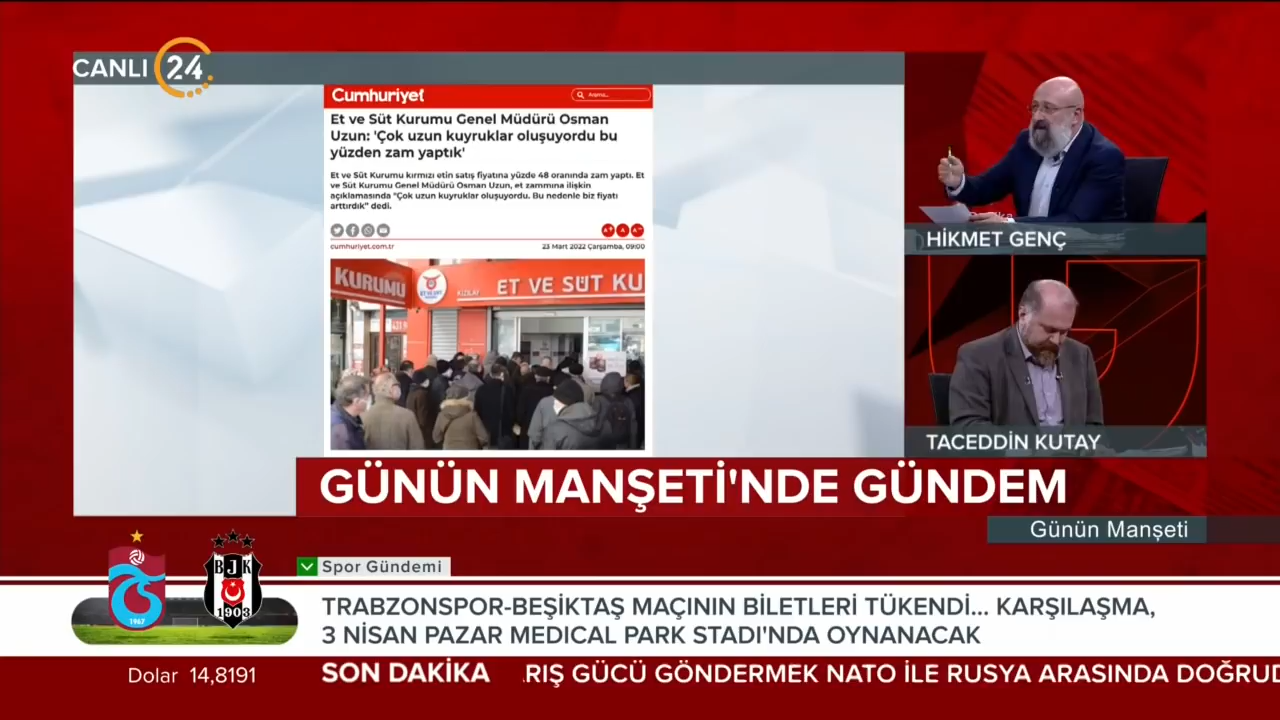 CANLI 24
Cumhuriyet
Arama...
Et ve Süt Kurumu Genel Müdürü Osman
Uzun: 'Çok uzun kuyruklar oluşuyordu bu
yüzden zam yaptık'
Et ve Süt Kurumu kırmızı etin satış fiyatına yüzde 48 oranında zam yaptı. Et
ve Süt Kurumu Genel Müdürü Osman Uzun, et zammına ilişkin
açıklamasında "Çok uzun kuyruklar oluşuyordu. Bu nedenle biz fiyatı
arttırdık" dedi.
cumhuriyet.com.tr
23 Mart 2022 Çarşamba, 09:00
KURUMU
KIZILAY
ET VE SÜT KU
HİKMET GENÇ
TACEDDİN KUTAY
GÜNÜN MANŞETİ'NDE GÜNDEM
Günün Manşeti
1967
BJK
1903
Spor Gündemi
TRABZONSPOR-BEŞİKTAŞ MAÇININ BİLETLERİ TÜKENDİ... KARŞILAŞMA,
3 NİSAN PAZAR MEDICAL PARK STADI'NDA OYNANACAK
Dolar 14,8191
SON DAKİKA
RIŞ GÜCÜ GÖNDERMEK NATO İLE RUSYA ARASINDA DOĞRUD